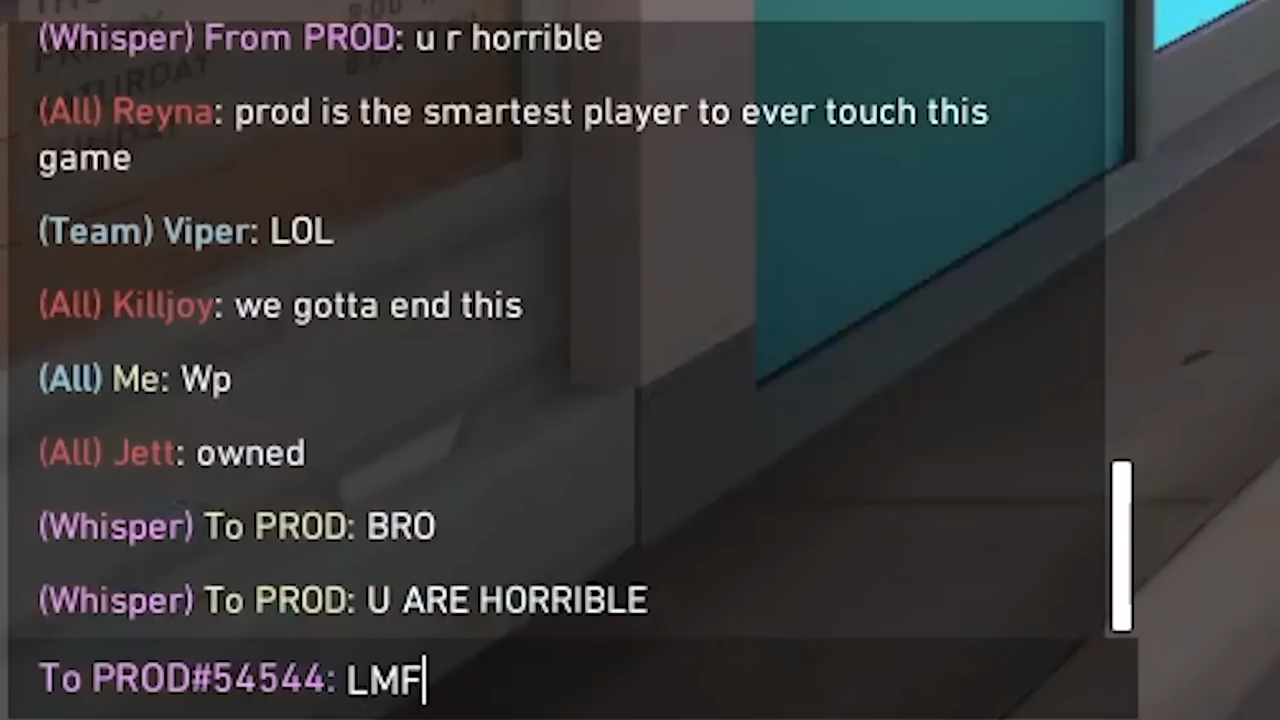 (Whisper) From PROD: u r horrible
(All) Reyna: prod is the smartest player to ever touch this
game
(Team) Viper: LOL
(All) Killjoy: we gotta end this
(All) Me: Wp
(All) Jett: owned
(Whisper) To PROD: BRO
(Whisper) To PROD: U ARE HORRIBLE
To PROD#54544: LMF